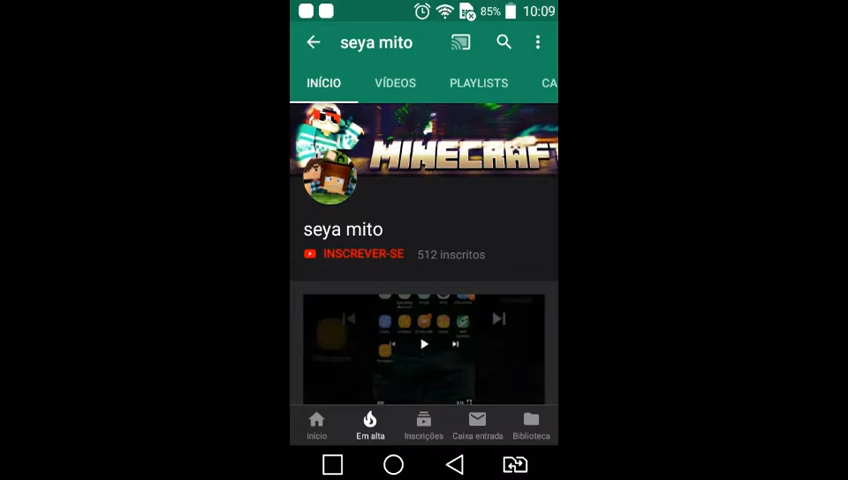 85% 10:09
seya mito
INÍCIO VÍDEOS PLAYLISTS CA
MINECRAFT
seya mito
INSCREVER-SE 512 inscritos
Início Em alta Inscrições Caixa entrada Biblioteca